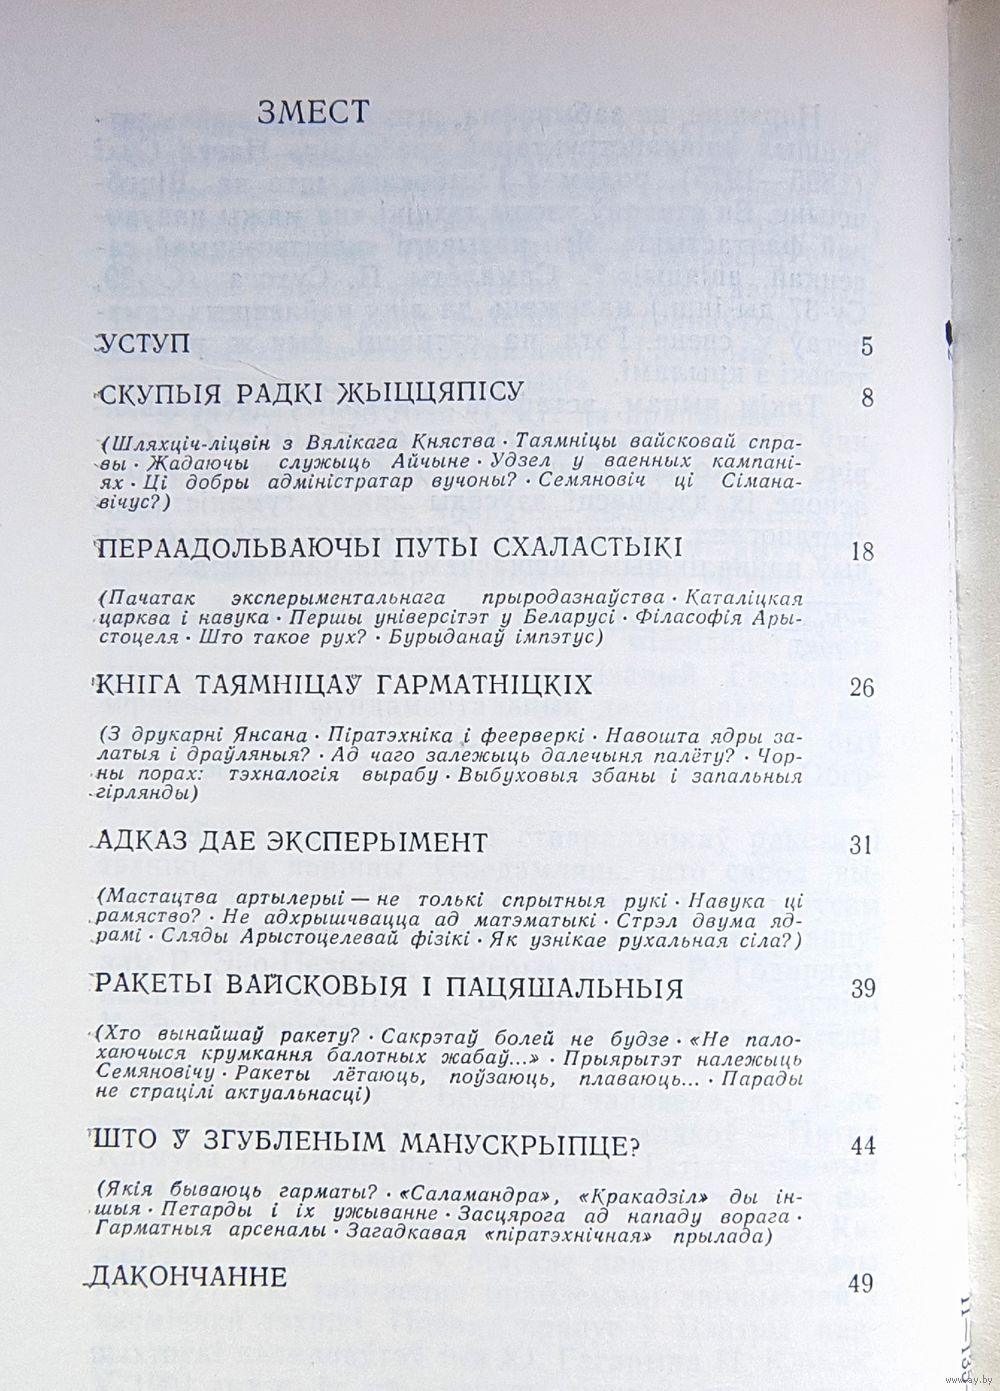 ЗМЕСТ
УСТУП 5
СКУПЫЯ РАДКІ ЖЫЦЦЯПІСУ 8
(Шляхціч-ліцвін з Вялікага Княства · Таямніцы вайсковай спра-
вы · Жадаючы служыць Айчыне · Удзел у ваенных кампані-
ях · Ці добры адміністратар вучоны? · Семяновіч ці Сімана-
вічус?)
ПЕРААДОЛЬВАЮЧЫ ПУТЫ СХАЛАСТЫКІ 18
(Пачатак эксперыментальнага прыродазнаўства · Каталіцкая
царква і навука · Першы універсітэт у Беларусі · Філасофія Ары-
стоцеля · Што такое рух? · Бурыданаў імпэтус)
КНІГА ТАЯМНІЦАЎ ГАРМАТНІЦКІХ 26
(З друкарні Янсана · Піратэхніка і феерверкі · Навошта ядры за-
латыя і драўляныя? · Ад чаго залежыць далечыня палёту? · Чор-
ны порах: тэхналогія вырабу · Выбуховыя збаны і запальныя
гірлянды)
АДКАЗ ДАЕ ЭКСПЕРЫМЕНТ 31
(Мастацтва артылерыі — не толькі спрытныя рукі · Навука ці
рамяство? · Не адхрышчвацца ад матэматыкі · Стрэл двума яд-
рамі · Сляды Арыстоцелевай фізікі · Як узнікае рухальная сіла?)
РАКЕТЫ ВАЙСКОВЫЯ І ПАЦЯШАЛЬНЫЯ 39
(Хто вынайшаў ракету? · Сакрэтаў болей не будзе · «Не пало-
хаючыся крумкання балотных жабаў...» · Прыярытэт належыць
Семяновічу · Ракеты лётаюць, поўзаюць, плаваюць... · Парады
не страцілі актуальнасці)
ШТО Ў ЗГУБЛЕНЫМ МАНУСКРЫПЦЕ? 44
(Якія бываюць гарматы? · «Саламандра», «Кракадзіл» ды ін-
шыя · Петарды і іх ужыванне · Засцярога ад нападу ворага ·
Гарматныя арсеналы · Загадкавая «піратэхнічная» прылада)
ДАКОНЧАННЕ 49
www.ay.by